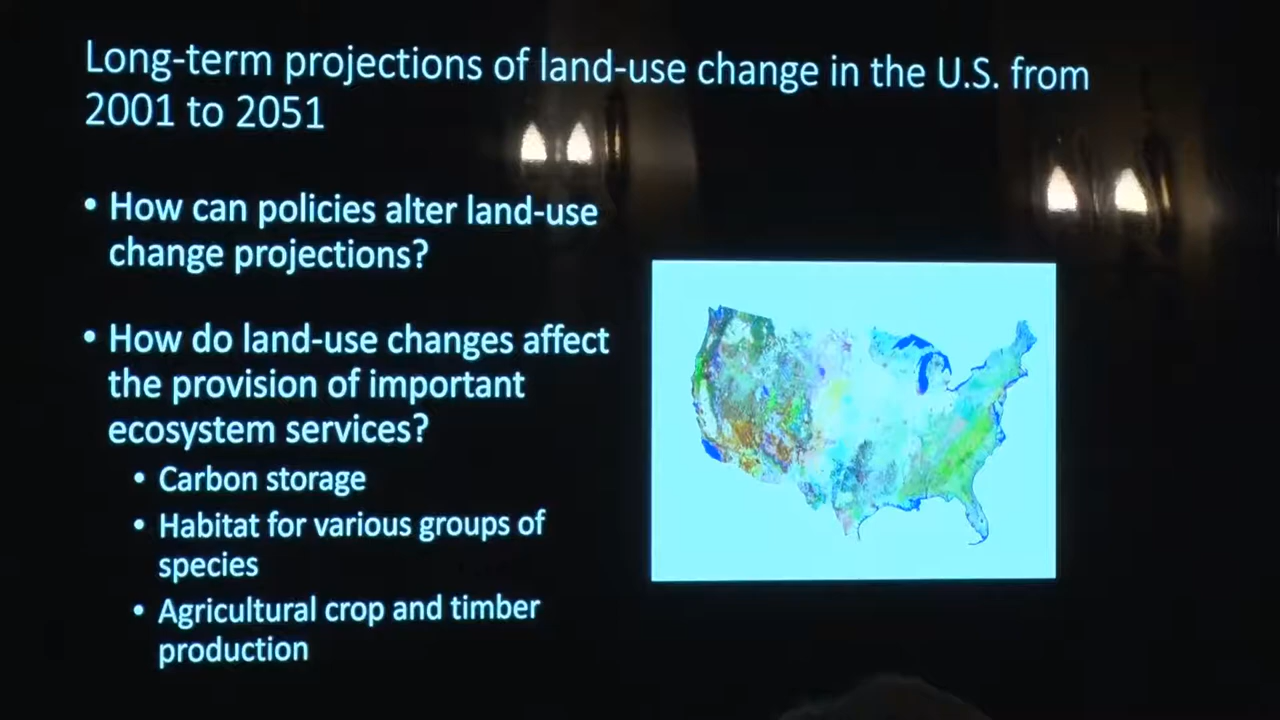 Long-term projections of land-use change in the U.S. from
2001 to 2051
• How can policies alter land-use
change projections?
• How do land-use changes affect
the provision of important
ecosystem services?
• Carbon storage
• Habitat for various groups of
species
• Agricultural crop and timber
production